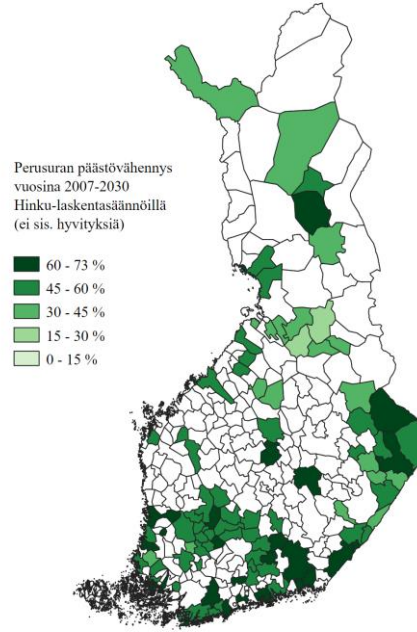 Perusuran päästövähennys
vuosina 2007-2030
Hinku-laskentasäännöillä
(ei sis. hyvityksiä)
60 - 73 %
45 - 60 %
30 - 45 %
15 - 30 %
0 - 15 %